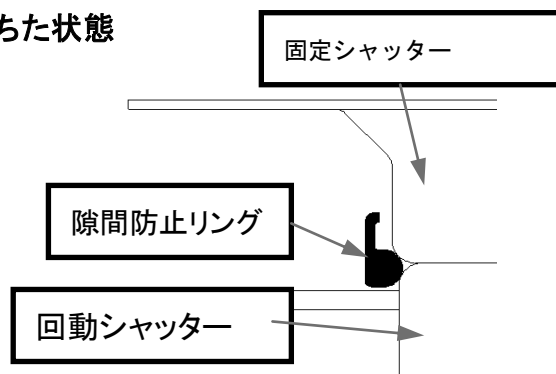 ちた状態
固定シャッター
隙間防止リング
回動シャッター